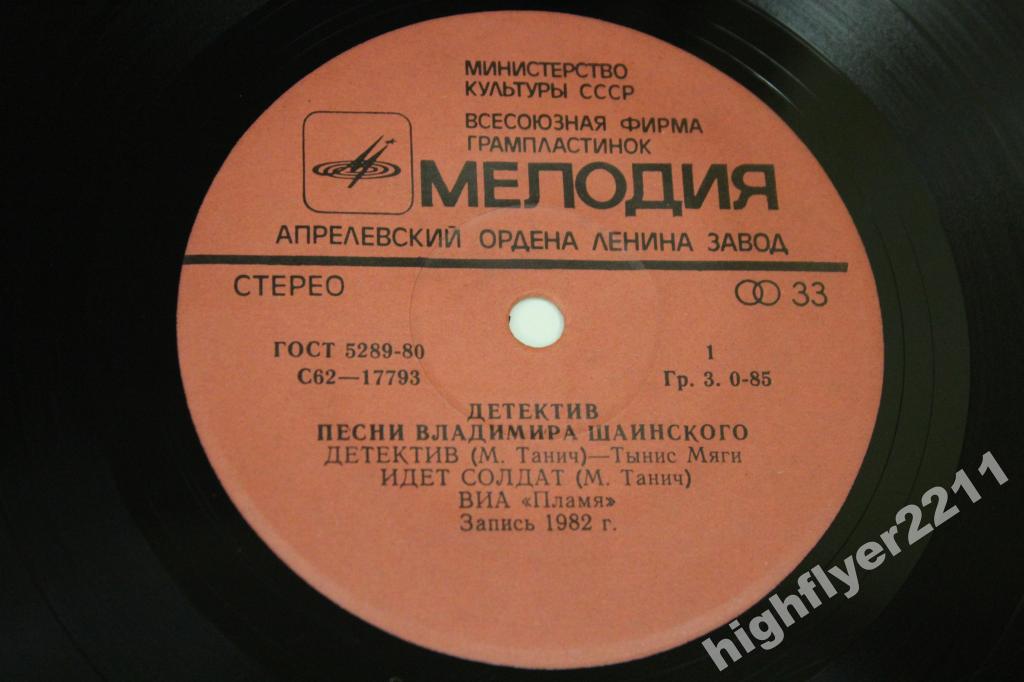 МИНИСТЕРСТВО
КУЛЬТУРЫ СССР
ВСЕСОЮЗНАЯ ФИРМА
ГРАМПЛАСТИНОК
МЕЛОДИЯ
АПРЕЛЕВСКИЙ ОРДЕНА ЛЕНИНА ЗАВОД
СТЕРЕО
33
ГОСТ 5289-80
1
С62—17793
Гр. 3. 0-85
ДЕТЕКТИВ
ПЕСНИ ВЛАДИМИРА ШАИНСКОГО
ДЕТЕКТИВ (М. Танич)—Тынис Мяги
ИДЕТ СОЛДАТ (М. Танич)
ВИА «Пламя»
Запись 1982 г.
highflyer2211